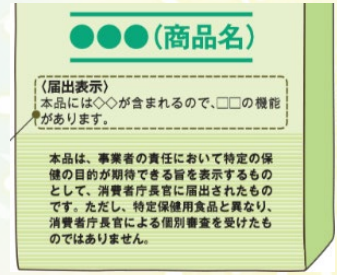 ●●●(商品名)
〈届出表示〉
本品には◇◇が含まれるので、□□の機能
があります。
本品は、事業者の責任において特定の保
健の目的が期待できる旨を表示するもの
として、消費者庁長官に届出されたもの
です。ただし、特定保健用食品と異なり、
消費者庁長官による個別審査を受けたも
のではありません。